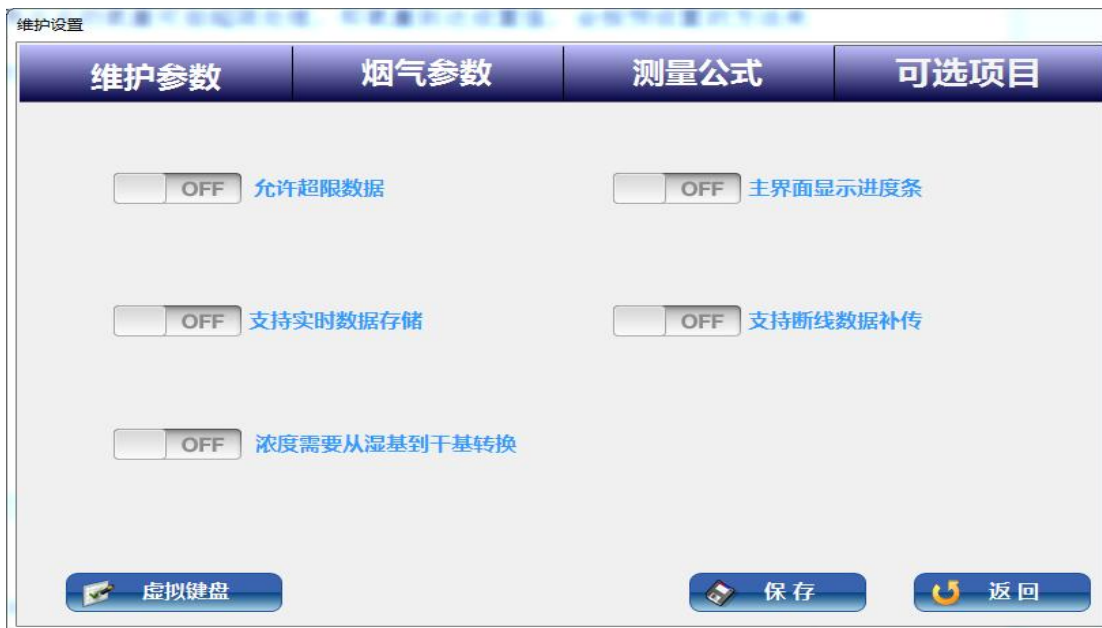 维护设置
维护参数 烟气参数 测量公式 可选项目
OFF 允许超限数据 OFF 主界面显示进度条
OFF 支持实时数据存储 OFF 支持断线数据补传
OFF 浓度需要从湿基到干基转换
虚拟键盘 保存 返回